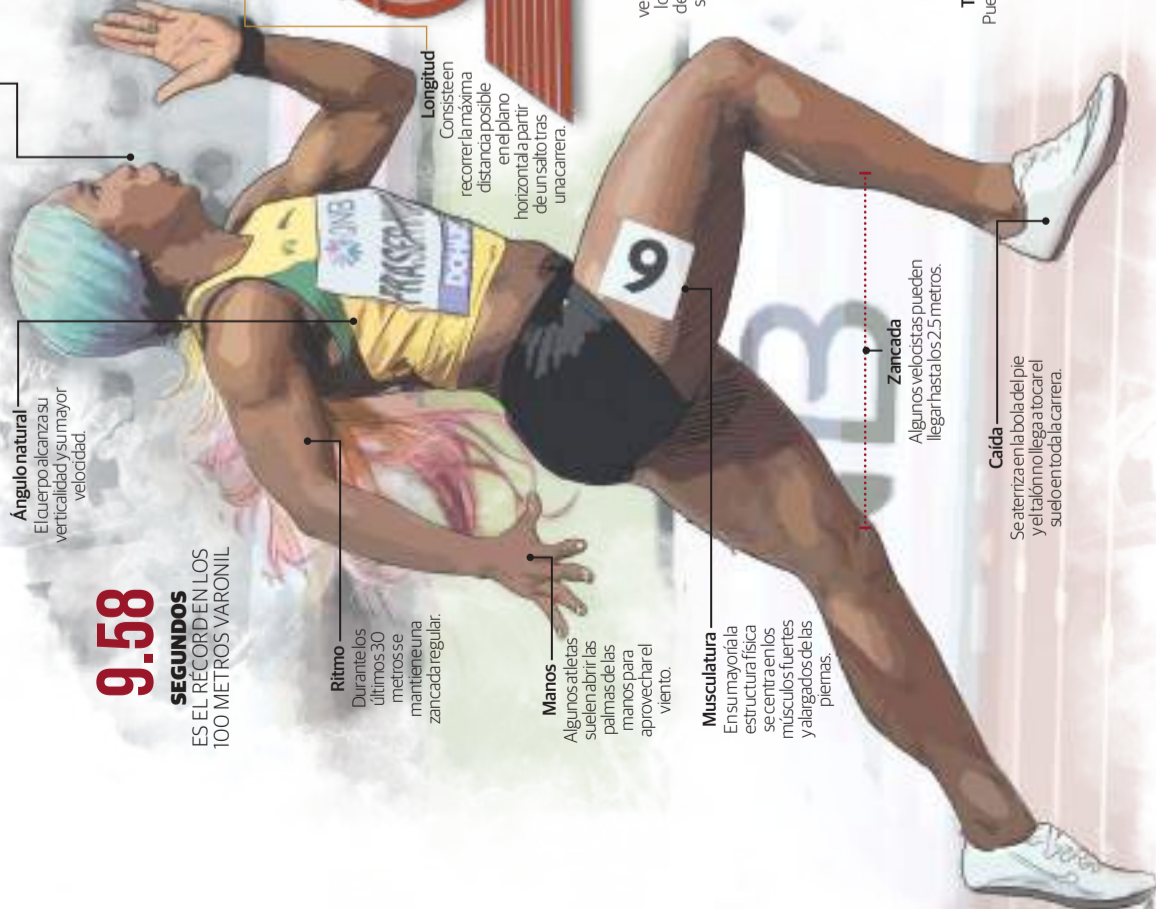 Ángulo natural
El cuerpo alcanza su
verticalidad y su mayor
velocidad.
9.58
SEGUNDOS
ES EL RÉCORD EN LOS
100 METROS VARONIL
Ritmo
Durante los
últimos 30
metros se
mantiene una
zancada regular.
Manos
Algunos atletas
suelen abrir las
palmas de las
manos para
aprovechar el
viento.
Musculatura
En su mayoría la
estructura física
se centra en los
músculos fuertes
y alargados de las
piernas.
Longitud
Consiste en
recorrer la máxima
distancia posible
en el plano
horizontal a partir
de un salto tras
una carrera.
Zancada
Algunos velocistas pueden
llegar hasta los 2.5 metros.
Caída
Se aterriza en la bola del pie
y el talón no llega a tocar el
suelo en toda la carrera.
DOHA
9
ve
lo
de
s
T
Pue